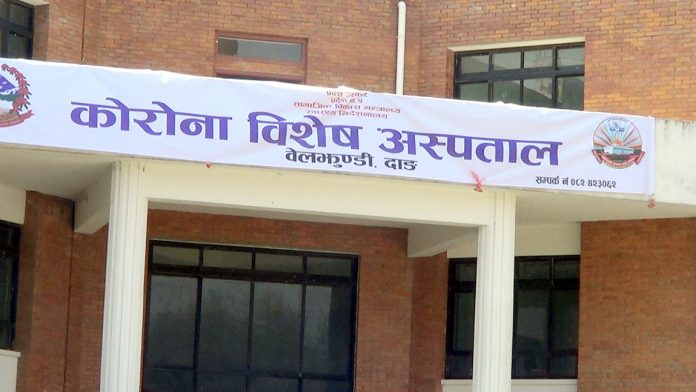 प्रदेश सरकार
प्रदेश नं. ५
सामाजिक विकास मन्त्रालय
स्वास्थ्य निर्देशनालय
कोरोना विशेष अस्पताल
वेलझुण्डी, दाङ
सम्पर्क नं ०८२-४२३०६२